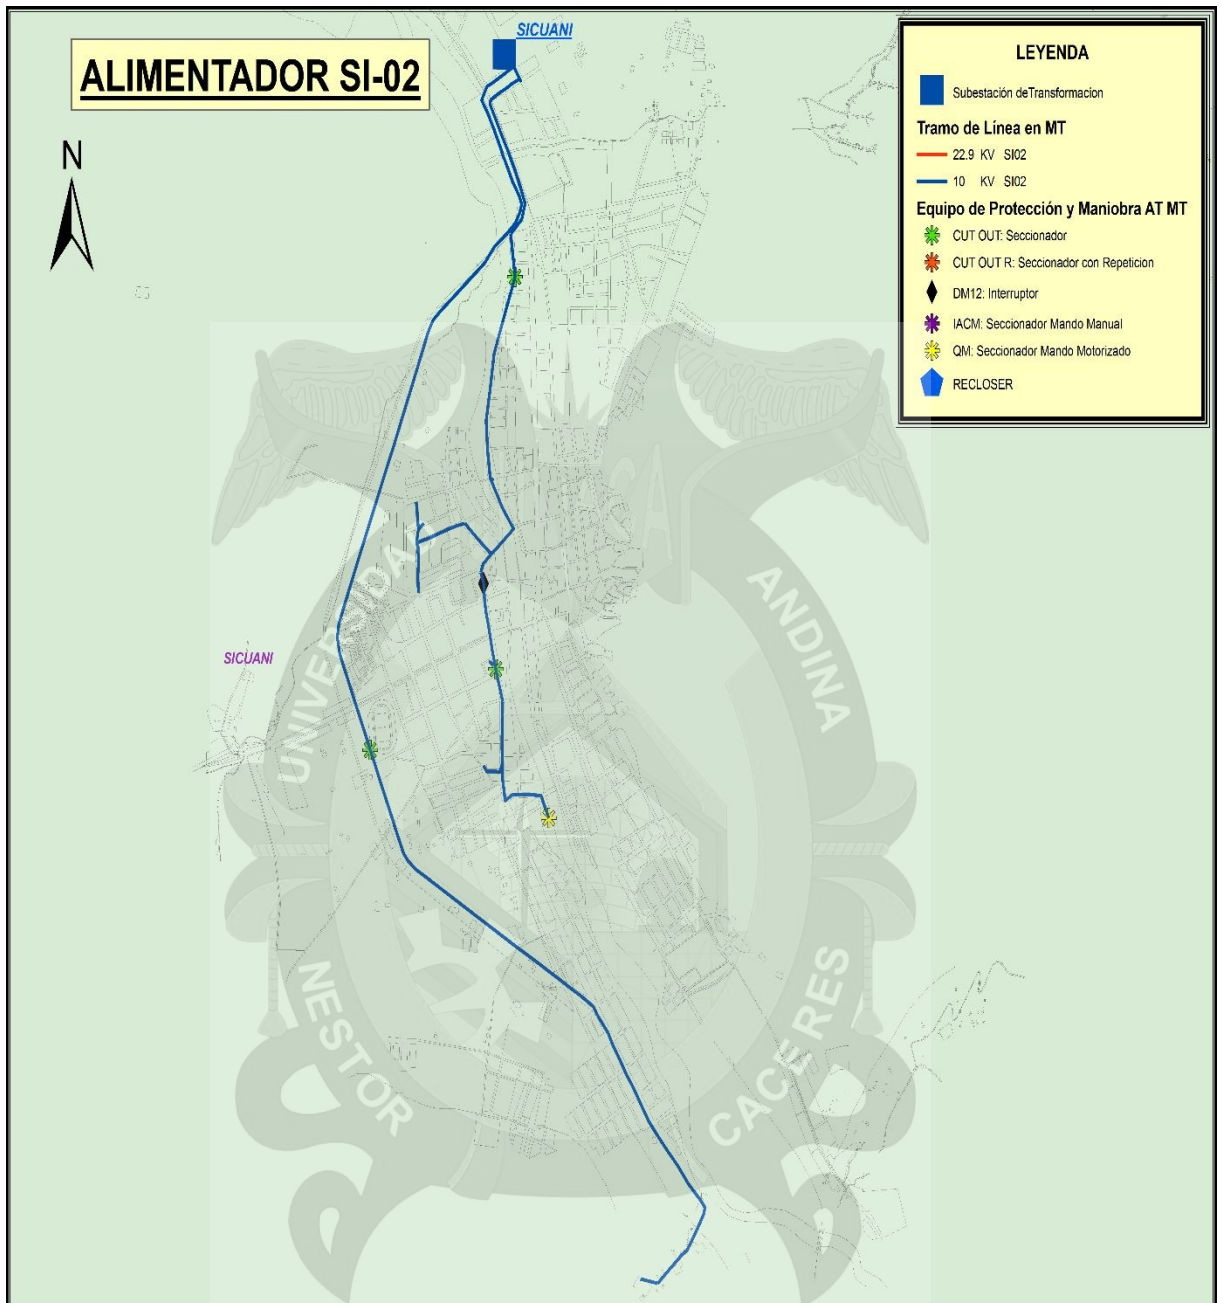 SICUANI
ALIMENTADOR SI-02
N
LEYENDA
Subestación deTransformacion
Tramo de Línea en MT
22.9 KV SI02
10 KV SI02
Equipo de Protección y Maniobra AT MT
CUT OUT: Seccionador
CUT OUT R: Seccionador con Repeticion
DM12: Interruptor
IACM: Seccionador Mando Manual
QM: Seccionador Mando Motorizado
RECLOSER
SICUANI
UNIVERSIDAD
ANDINA
NESTOR
CACERES